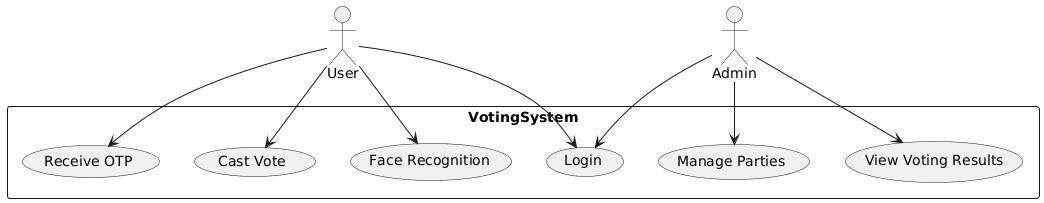 User
Admin
VotingSystem
Receive OTP
Cast Vote
Face Recognition
Login
Manage Parties
View Voting Results